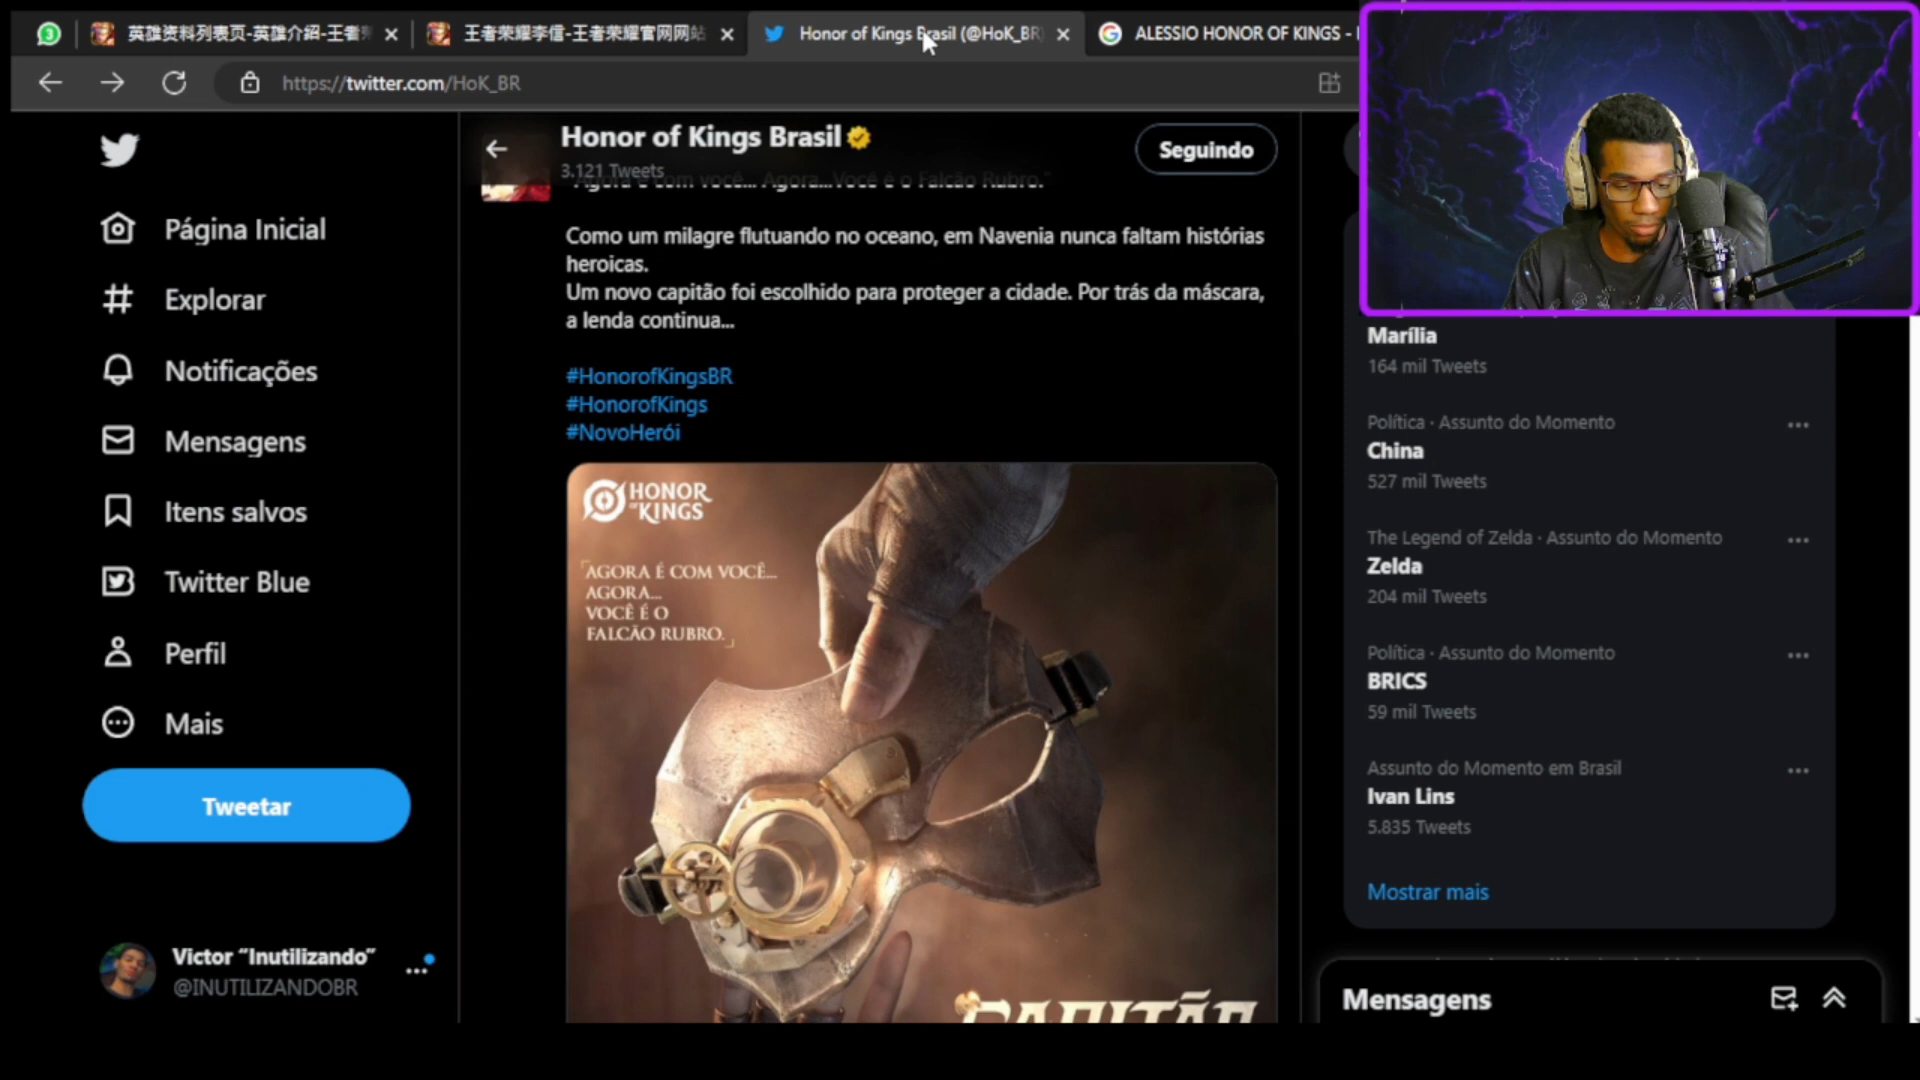 3
英雄资料列表页-英雄介紹-王者
王者荣耀李信-王者荣耀官网网站
Honor of Kings Brasil (@HoK_BR)
ALESSIO HONOR OF KINGS -
https://twitter.com/HoK_BR
Honor of Kings Brasil
3.121 Tweets
Seguindo
"Agora é com você... Agora...Você é o Falcão Rubro."
Como um milagre flutuando no oceano, em Navenia nunca faltam histórias
heroicas.
Um novo capitão foi escolhido para proteger a cidade. Por trás da máscara,
a lenda continua...
#HonorofKingsBR
#HonorofKings
#NovoHerói
HONOR
OF KINGS
「AGORA É COM VOCÊ...
AGORA...
VOCÊ É O
FALCÃO RUBRO.」
CAPITÃO
Página Inicial
Explorar
Notificações
Mensagens
Itens salvos
Twitter Blue
Perfil
Mais
Tweetar
Victor “Inutilizando”
@INUTILIZANDOBR
Marília
164 mil Tweets
Política · Assunto do Momento
China
527 mil Tweets
The Legend of Zelda · Assunto do Momento
Zelda
204 mil Tweets
Política · Assunto do Momento
BRICS
59 mil Tweets
Assunto do Momento em Brasil
Ivan Lins
5.835 Tweets
Mostrar mais
Mensagens